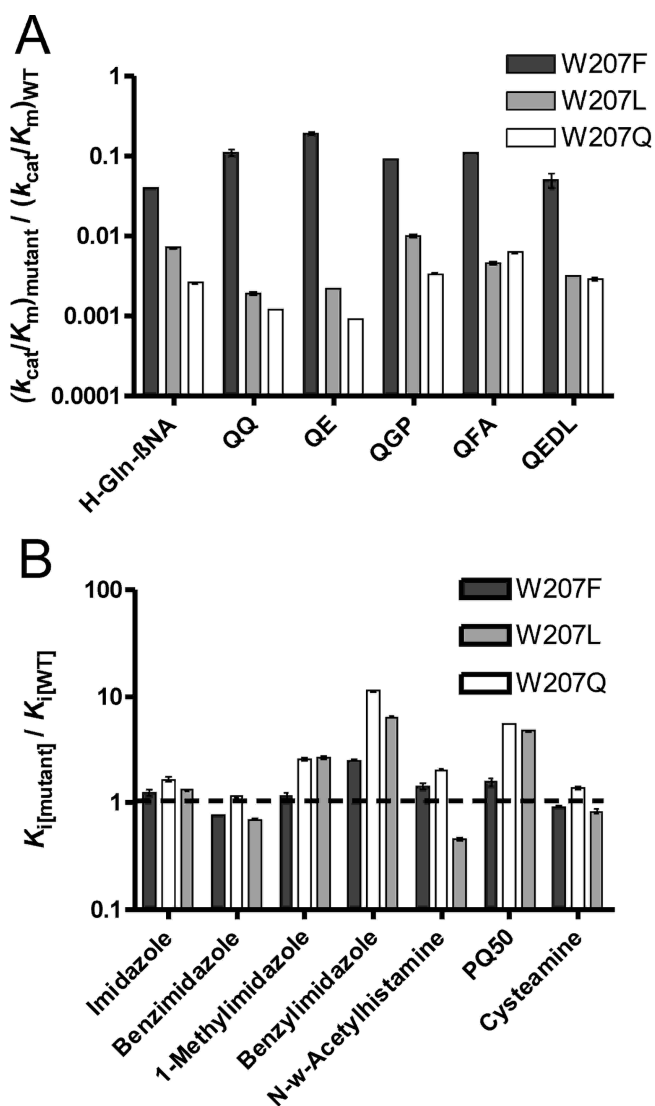 A
W207F
W207L
W207Q
(kcat/Km)mutant / (kcat/Km)WT
1
0.1
0.01
0.001
0.0001
H-Gln-ßNA
QQ
QE
QGP
QFA
QEDL
B
W207F
W207L
W207Q
Ki[mutant] / Ki[WT]
100
10
1
0.1
Imidazole
Benzimidazole
1-Methylimidazole
Benzylimidazole
N-w-Acetylhistamine
PQ50
Cysteamine